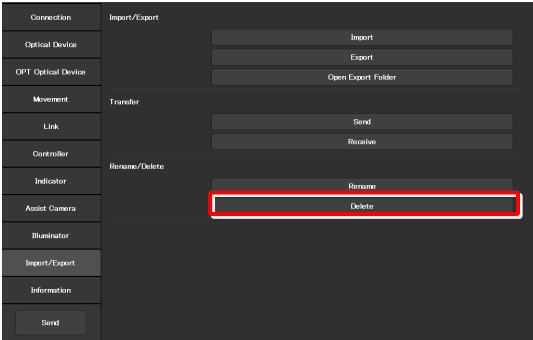 Connection
Optical Device
OPT Optical Device
Movement
Link
Controller
Indicator
Assist Camera
Illuminator
Import/Export
Information
Send
Import/Export
Import
Export
Open Export Folder
Transfer
Send
Receive
Rename/Delete
Rename
Delete